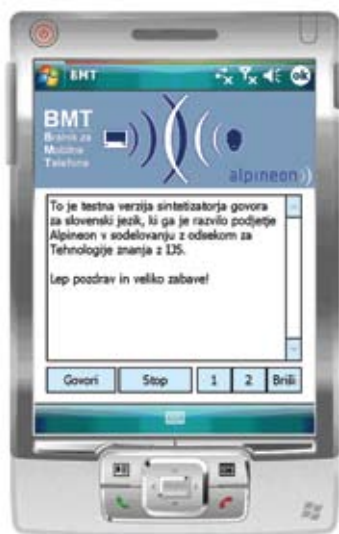 BMT
ok
BMT
Bralnik za
Mobilne
Telefone
alpineon
To je testna verzija sintetizatorja govora
za slovenski jezik, ki ga je razvilo podjetje
Alpineon v sodelovanju z odsekom za
Tehnologije znanja z IJS.
Lep pozdrav in veliko zabave!
Govori Stop 1 2 Briši